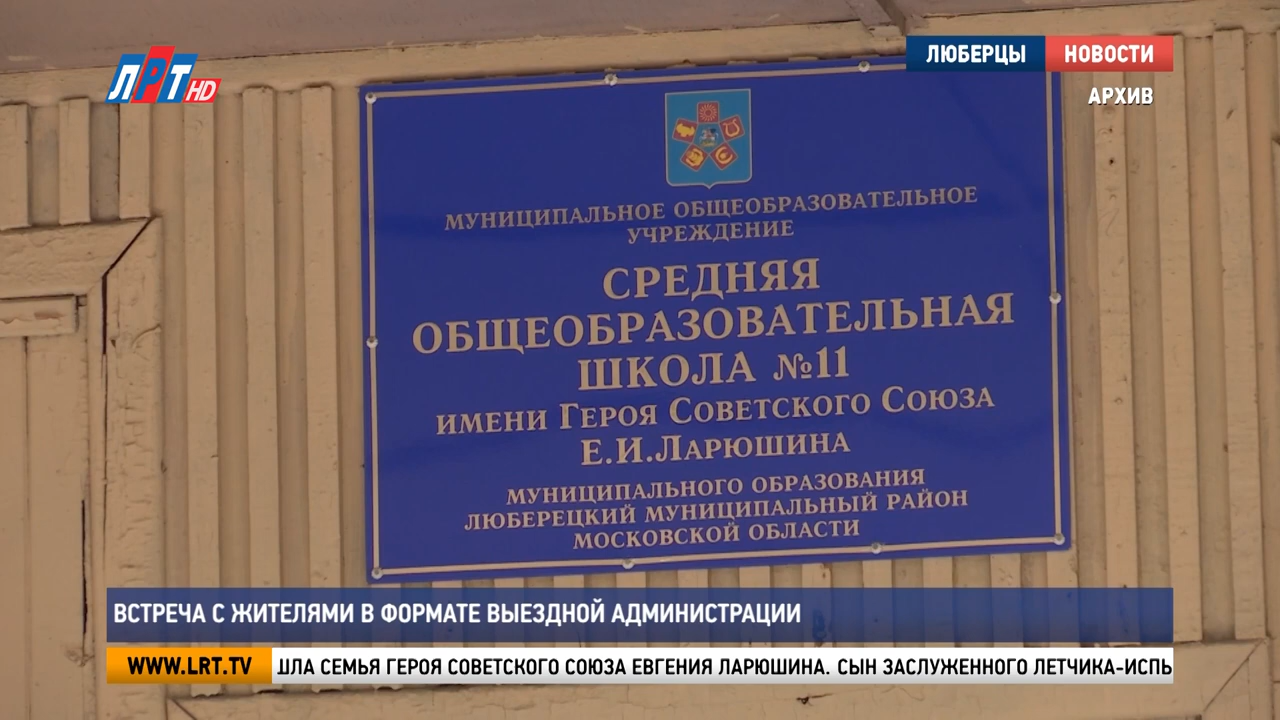 ЛРТ HD
ЛЮБЕРЦЫ НОВОСТИ
АРХИВ
МУНИЦИПАЛЬНОЕ ОБЩЕОБРАЗОВАТЕЛЬНОЕ
УЧРЕЖДЕНИЕ
СРЕДНЯЯ
ОБЩЕОБРАЗОВАТЕЛЬНАЯ
ШКОЛА №11
ИМЕНИ ГЕРОЯ СОВЕТСКОГО СОЮЗА
Е.И.ЛАРЮШИНА
МУНИЦИПАЛЬНОГО ОБРАЗОВАНИЯ
ЛЮБЕРЕЦКИЙ МУНИЦИПАЛЬНЫЙ РАЙОН
МОСКОВСКОЙ ОБЛАСТИ
ВСТРЕЧА С ЖИТЕЛЯМИ В ФОРМАТЕ ВЫЕЗДНОЙ АДМИНИСТРАЦИИ
WWW.LRT.TV ШЛА СЕМЬЯ ГЕРОЯ СОВЕТСКОГО СОЮЗА ЕВГЕНИЯ ЛАРЮШИНА. СЫН ЗАСЛУЖЕННОГО ЛЕТЧИКА-ИСПЬ